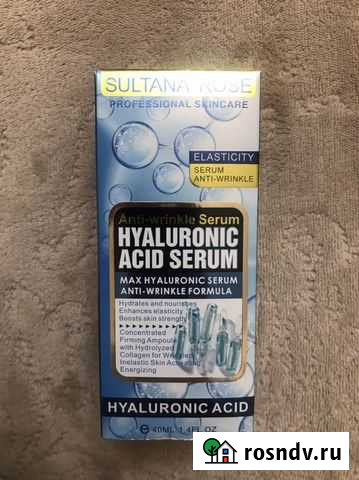 SULTANA ROSE
PROFESSIONAL SKINCARE
ELASTICITY
SERUM
ANTI-WRINKLE
Anti-wrinkle Serum
HYALURONIC
ACID SERUM
MAX HYALURONIC SERUM
ANTI-WRINKLE FORMULA
Hydrates and nourishes
Enhances elasticity
Boosts skin strength
Concentrated
Firming Ampoule
with Hydrolyzed
Collagen for
Inelastic Skin
Energizing
HYALURONIC ACID
e 40ML 1.4FL OZ
rosndv.ru